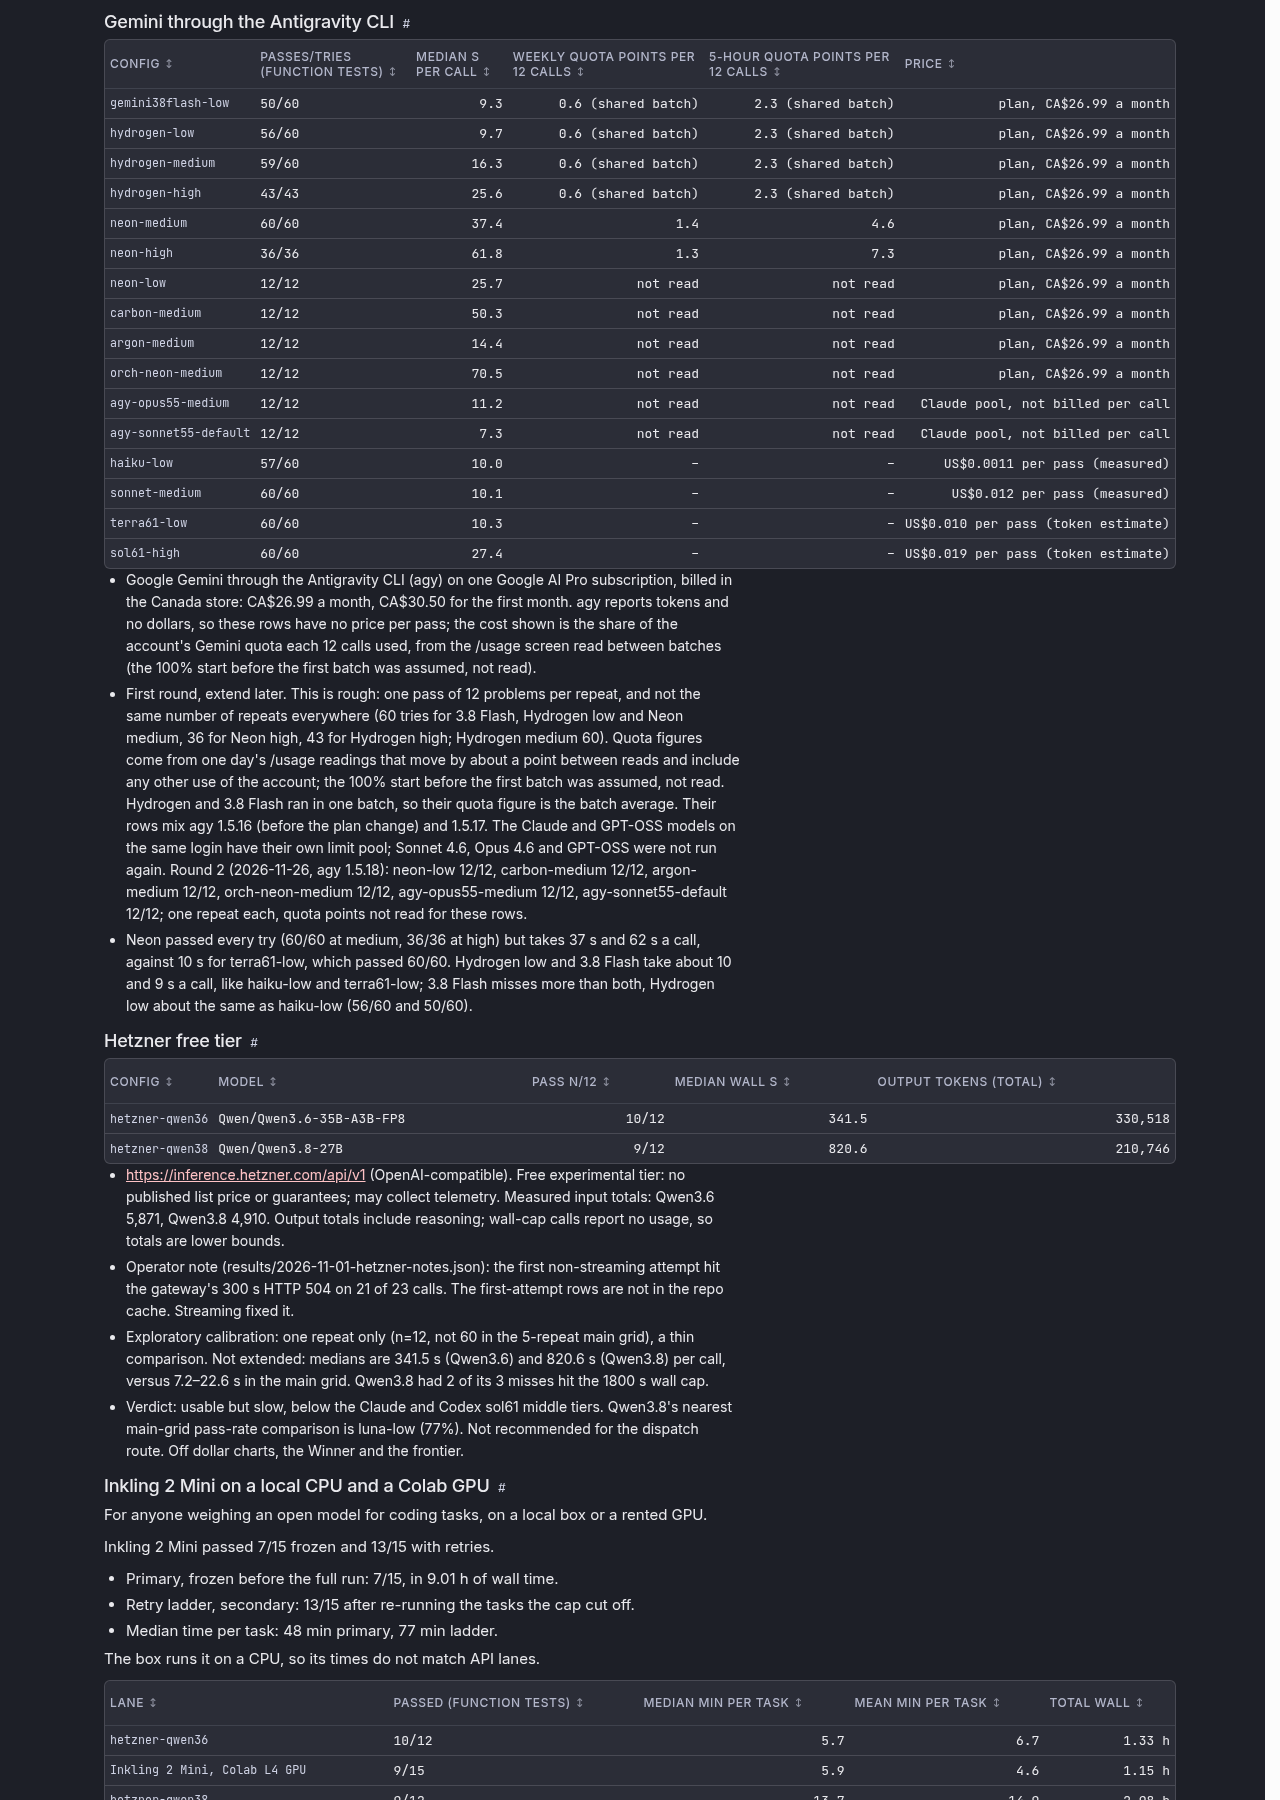 Gemini through the Antigravity CLI #
CONFIG ↕ PASSES/TRIES (FUNCTION TESTS) ↕ MEDIAN S PER CALL ↕ WEEKLY QUOTA POINTS PER 12 CALLS ↕ 5-HOUR QUOTA POINTS PER 12 CALLS ↕ PRICE ↕
gemini38flash-low 50/60 9.3 0.6 (shared batch) 2.3 (shared batch) plan, CA$26.99 a month
hydrogen-low 56/60 9.7 0.6 (shared batch) 2.3 (shared batch) plan, CA$26.99 a month
hydrogen-medium 59/60 16.3 0.6 (shared batch) 2.3 (shared batch) plan, CA$26.99 a month
hydrogen-high 43/43 25.6 0.6 (shared batch) 2.3 (shared batch) plan, CA$26.99 a month
neon-medium 60/60 37.4 1.4 4.6 plan, CA$26.99 a month
neon-high 36/36 61.8 1.3 7.3 plan, CA$26.99 a month
neon-low 12/12 25.7 not read not read plan, CA$26.99 a month
carbon-medium 12/12 50.3 not read not read plan, CA$26.99 a month
argon-medium 12/12 14.4 not read not read plan, CA$26.99 a month
orch-neon-medium 12/12 70.5 not read not read plan, CA$26.99 a month
agy-opus55-medium 12/12 11.2 not read not read Claude pool, not billed per call
agy-sonnet55-default 12/12 7.3 not read not read Claude pool, not billed per call
haiku-low 57/60 10.0 – – US$0.0011 per pass (measured)
sonnet-medium 60/60 10.1 – – US$0.012 per pass (measured)
terra61-low 60/60 10.3 – – US$0.010 per pass (token estimate)
sol61-high 60/60 27.4 – – US$0.019 per pass (token estimate)
• Google Gemini through the Antigravity CLI (agy) on one Google AI Pro subscription, billed in
the Canada store: CA$26.99 a month, CA$30.50 for the first month. agy reports tokens and
no dollars, so these rows have no price per pass; the cost shown is the share of the
account's Gemini quota each 12 calls used, from the /usage screen read between batches
(the 100% start before the first batch was assumed, not read).
• First round, extend later. This is rough: one pass of 12 problems per repeat, and not the
same number of repeats everywhere (60 tries for 3.8 Flash, Hydrogen low and Neon
medium, 36 for Neon high, 43 for Hydrogen high; Hydrogen medium 60). Quota figures
come from one day's /usage readings that move by about a point between reads and include
any other use of the account; the 100% start before the first batch was assumed, not read.
Hydrogen and 3.8 Flash ran in one batch, so their quota figure is the batch average. Their
rows mix agy 1.5.16 (before the plan change) and 1.5.17. The Claude and GPT-OSS models on
the same login have their own limit pool; Sonnet 4.6, Opus 4.6 and GPT-OSS were not run
again. Round 2 (2026-11-26, agy 1.5.18): neon-low 12/12, carbon-medium 12/12, argon-
medium 12/12, orch-neon-medium 12/12, agy-opus55-medium 12/12, agy-sonnet55-default
12/12; one repeat each, quota points not read for these rows.
• Neon passed every try (60/60 at medium, 36/36 at high) but takes 37 s and 62 s a call,
against 10 s for terra61-low, which passed 60/60. Hydrogen low and 3.8 Flash take about 10
and 9 s a call, like haiku-low and terra61-low; 3.8 Flash misses more than both, Hydrogen
low about the same as haiku-low (56/60 and 50/60).
Hetzner free tier #
CONFIG ↕ MODEL ↕ PASS N/12 ↕ MEDIAN WALL S ↕ OUTPUT TOKENS (TOTAL) ↕
hetzner-qwen36 Qwen/Qwen3.6-35B-A3B-FP8 10/12 341.5 330,518
hetzner-qwen38 Qwen/Qwen3.8-27B 9/12 820.6 210,746
• https://inference.hetzner.com/api/v1 (OpenAI-compatible). Free experimental tier: no
published list price or guarantees; may collect telemetry. Measured input totals: Qwen3.6
5,871, Qwen3.8 4,910. Output totals include reasoning; wall-cap calls report no usage, so
totals are lower bounds.
• Operator note (results/2026-11-01-hetzner-notes.json): the first non-streaming attempt hit
the gateway's 300 s HTTP 504 on 21 of 23 calls. The first-attempt rows are not in the repo
cache. Streaming fixed it.
• Exploratory calibration: one repeat only (n=12, not 60 in the 5-repeat main grid), a thin
comparison. Not extended: medians are 341.5 s (Qwen3.6) and 820.6 s (Qwen3.8) per call,
versus 7.2–22.6 s in the main grid. Qwen3.8 had 2 of its 3 misses hit the 1800 s wall cap.
• Verdict: usable but slow, below the Claude and Codex sol61 middle tiers. Qwen3.8's nearest
main-grid pass-rate comparison is luna-low (77%). Not recommended for the dispatch
route. Off dollar charts, the Winner and the frontier.
Inkling 2 Mini on a local CPU and a Colab GPU #
For anyone weighing an open model for coding tasks, on a local box or a rented GPU.
Inkling 2 Mini passed 7/15 frozen and 13/15 with retries.
• Primary, frozen before the full run: 7/15, in 9.01 h of wall time.
• Retry ladder, secondary: 13/15 after re-running the tasks the cap cut off.
• Median time per task: 48 min primary, 77 min ladder.
The box runs it on a CPU, so its times do not match API lanes.
LANE ↕ PASSED (FUNCTION TESTS) ↕ MEDIAN MIN PER TASK ↕ MEAN MIN PER TASK ↕ TOTAL WALL ↕
hetzner-qwen36 10/12 5.7 6.7 1.33 h
Inkling 2 Mini, Colab L4 GPU 9/15 5.9 4.6 1.15 h